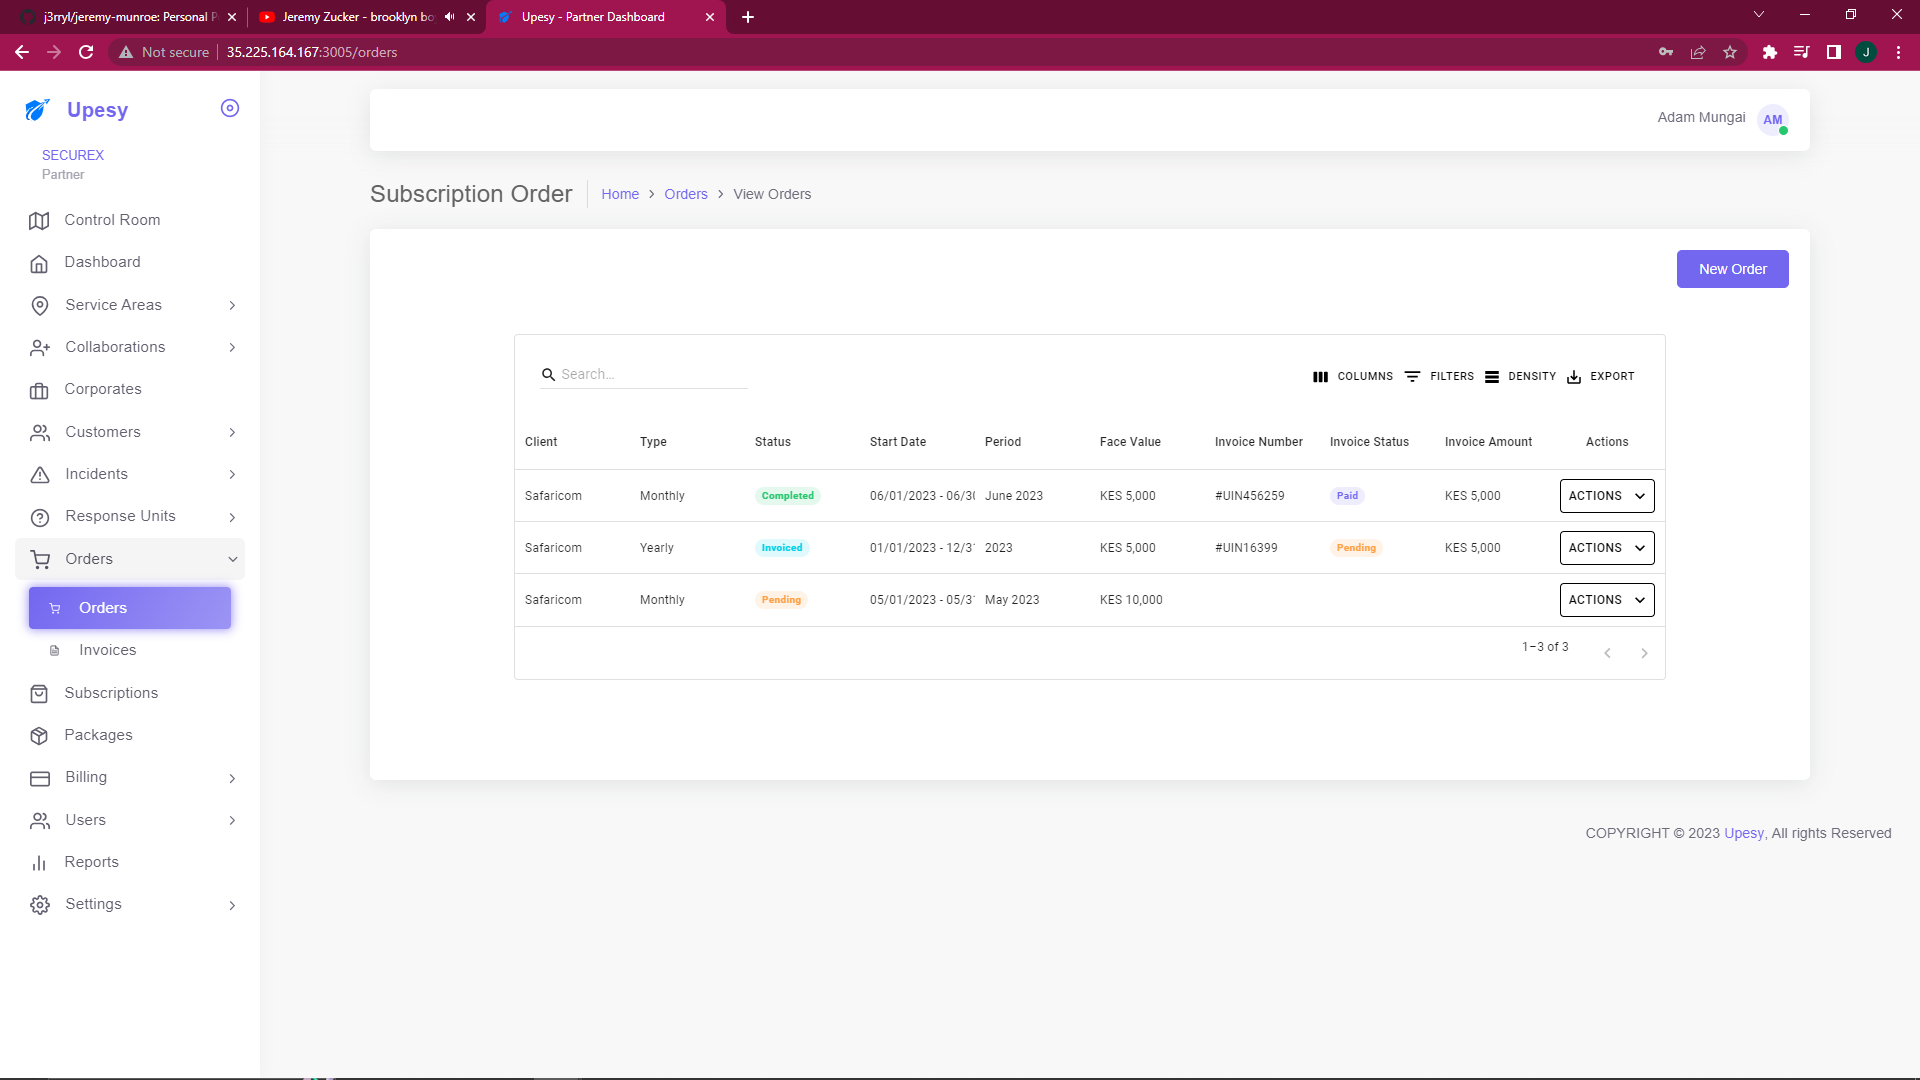 j3rryl/jeremy-munroe: Personal P
Jeremy Zucker - brooklyn bo
Upesy - Partner Dashboard
Not secure
35.225.164.167:3005/orders
J
Upesy
SECUREX
Partner
Adam Mungai
AM
Subscription Order
Home > Orders > View Orders
Control Room
Dashboard
Service Areas
Collaborations
Corporates
Customers
Incidents
Response Units
Orders
Orders
Invoices
Subscriptions
Packages
Billing
Users
Reports
Settings
New Order
Search…
COLUMNS FILTERS DENSITY EXPORT
Client Type Status Start Date Period Face Value Invoice Number Invoice Status Invoice Amount Actions
Safaricom Monthly Completed 06/01/2023 - 06/30 June 2023 KES 5,000 #UIN456259 Paid KES 5,000 ACTIONS
Safaricom Yearly Invoiced 01/01/2023 - 12/31 2023 KES 5,000 #UIN16399 Pending KES 5,000 ACTIONS
Safaricom Monthly Pending 05/01/2023 - 05/31 May 2023 KES 10,000 ACTIONS
1–3 of 3
COPYRIGHT © 2023 Upesy, All rights Reserved